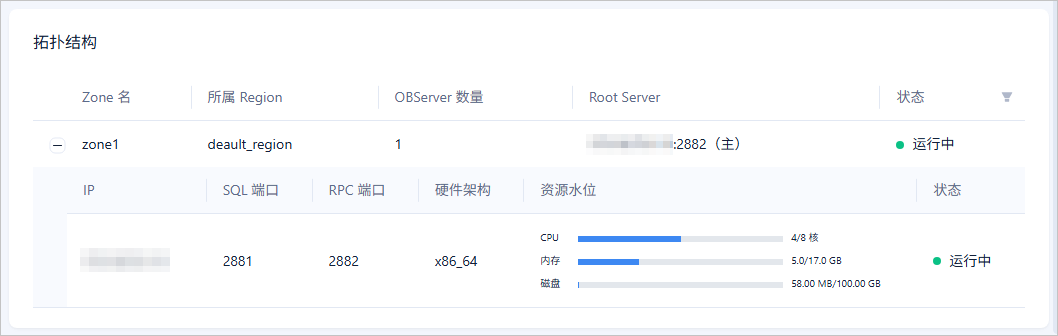 拓扑结构
Zone 名 所属 Region OBServer 数量 Root Server 状态
zone1 deault_region 1 :2882（主） 运行中
IP SQL 端口 RPC 端口 硬件架构 资源水位 状态
CPU 4/8 核
2881 2882 x86_64 内存 5.0/17.0 GB 运行中
磁盘 58.00 MB/100.00 GB